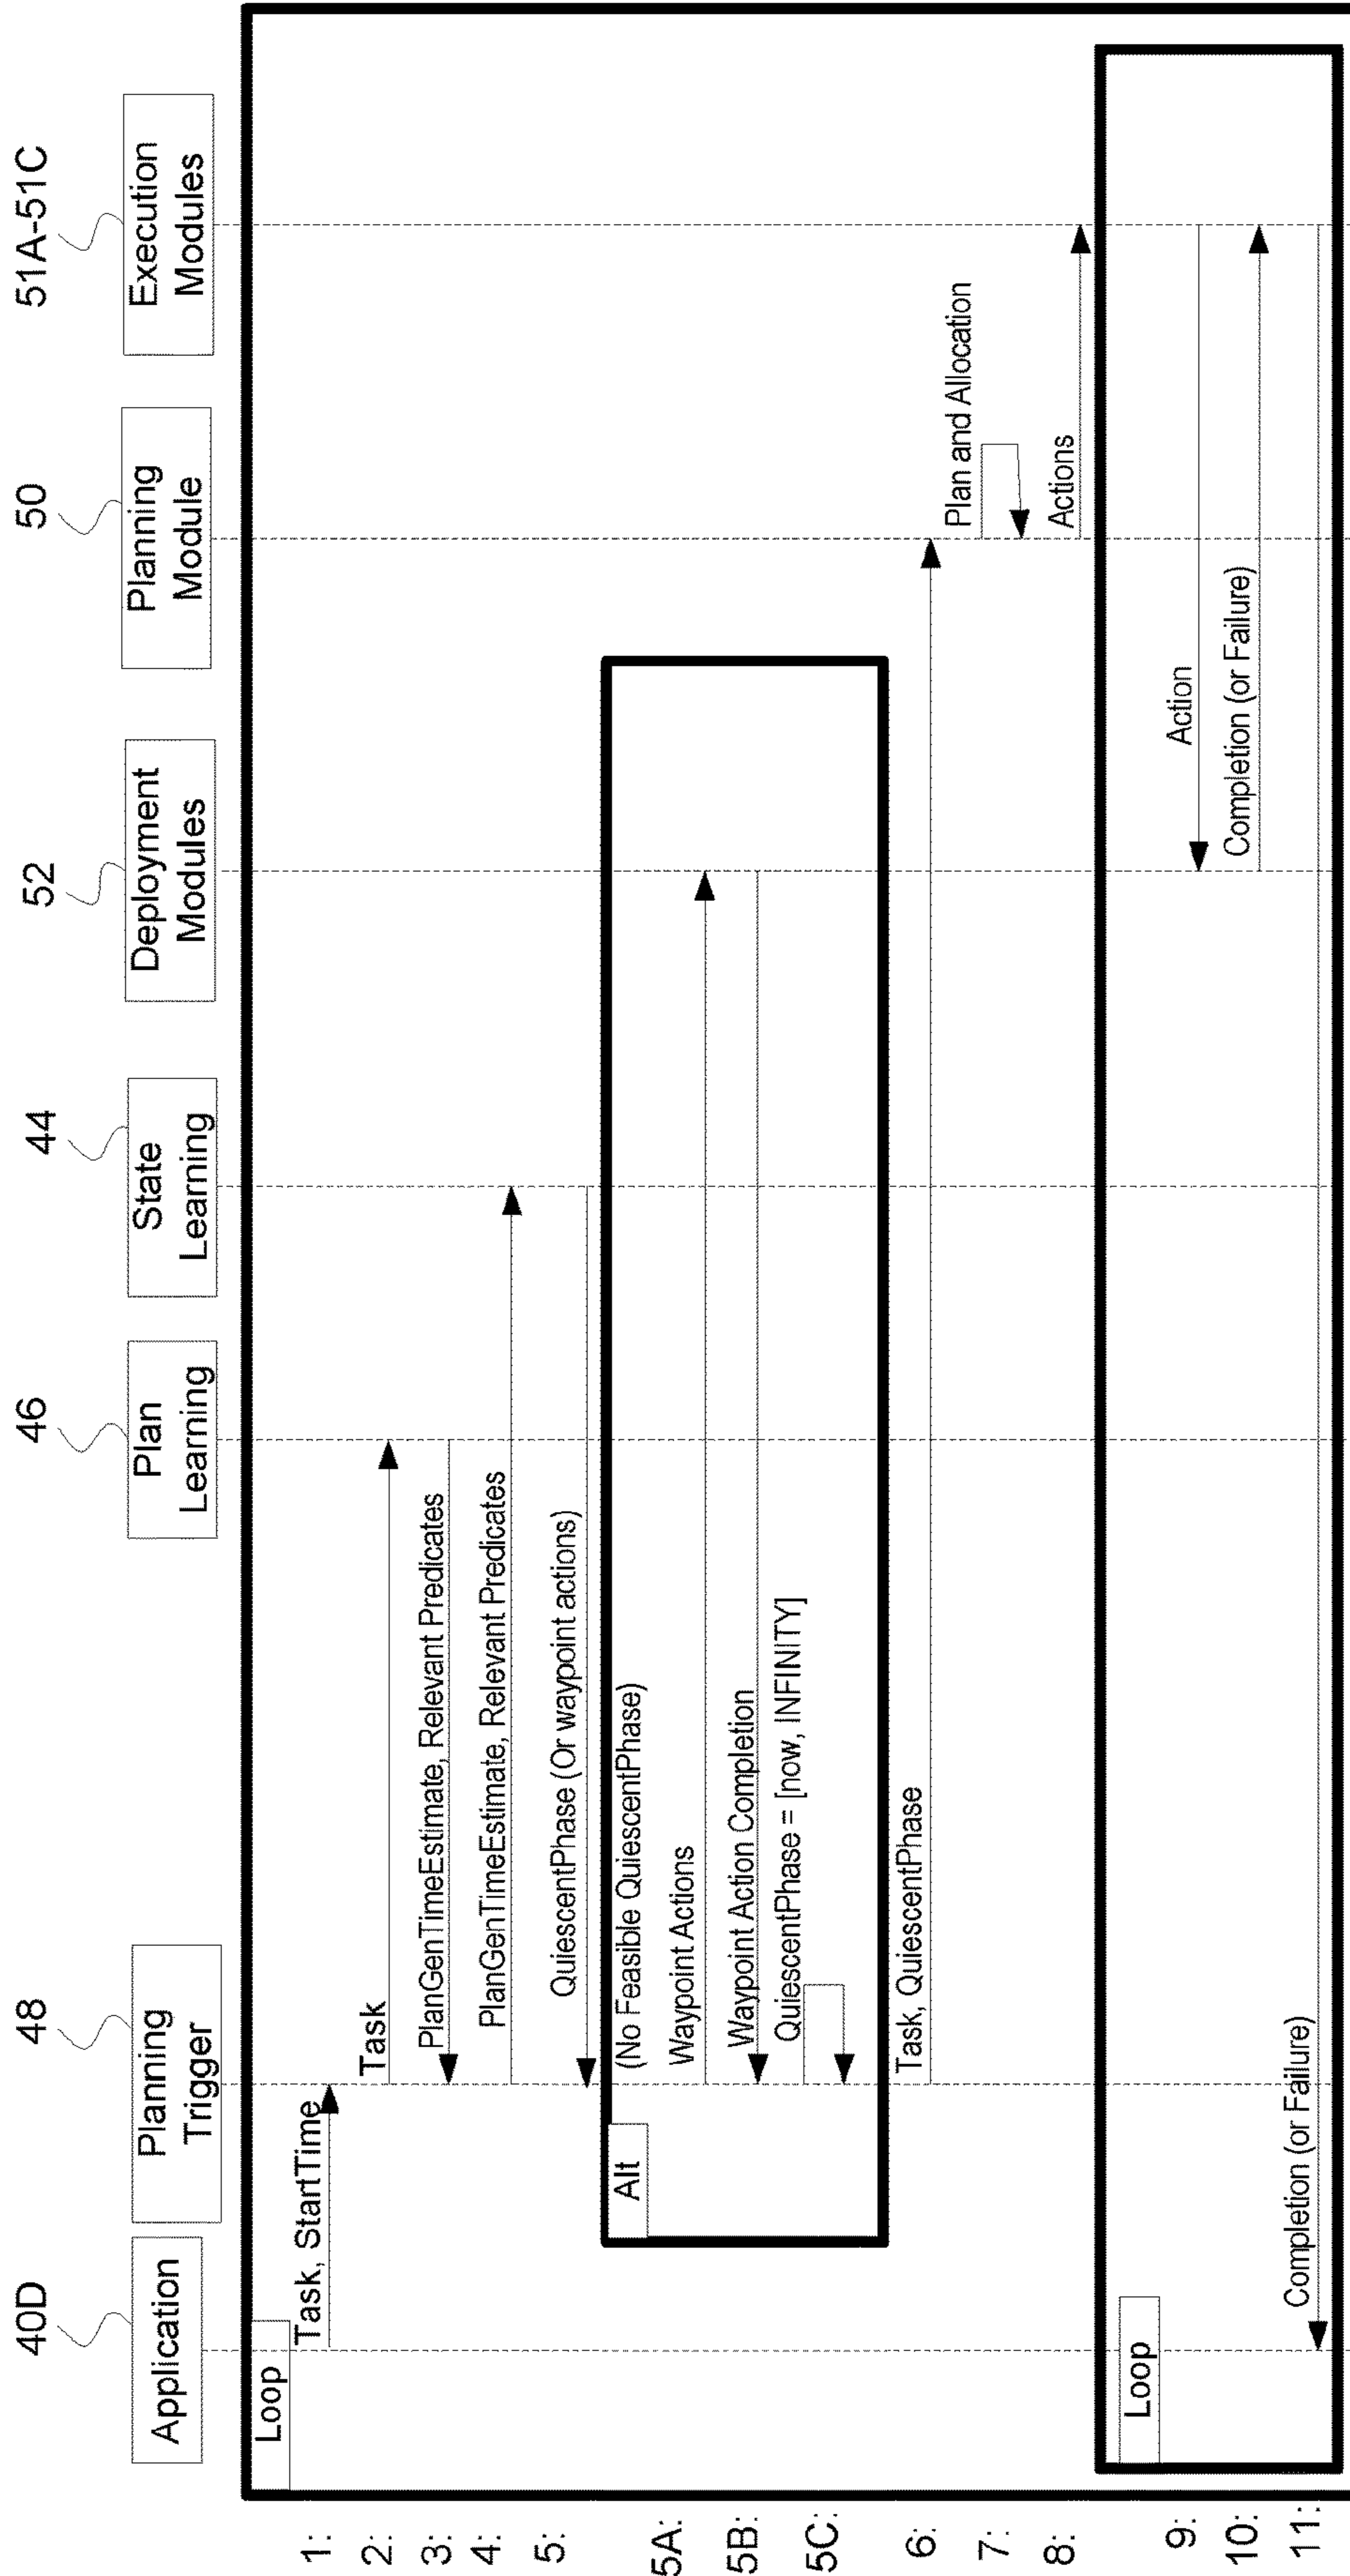 40D
48
46
44
52
50
51A-51C
Application
Planning
Trigger
Plan
Learning
State
Learning
Deployment
Modules
Planning
Module
Execution
Modules
Loop
1:
Task, StartTime
2:
Task
3:
PlanGenTimeEstimate, Relevant Predicates
4:
PlanGenTimeEstimate, Relevant Predicates
5:
QuiescentPhase (Or waypoint actions)
Alt
(No Feasible QuiescentPhase)
5A:
Waypoint Actions
5B:
Waypoint Action Completion
5C:
QuiescentPhase = [now, INFINITY]
6:
Task, QuiescentPhase
7:
Plan and Allocation
8:
Actions
Loop
9:
Action
10:
Completion (or Failure)
11:
Completion (or Failure)